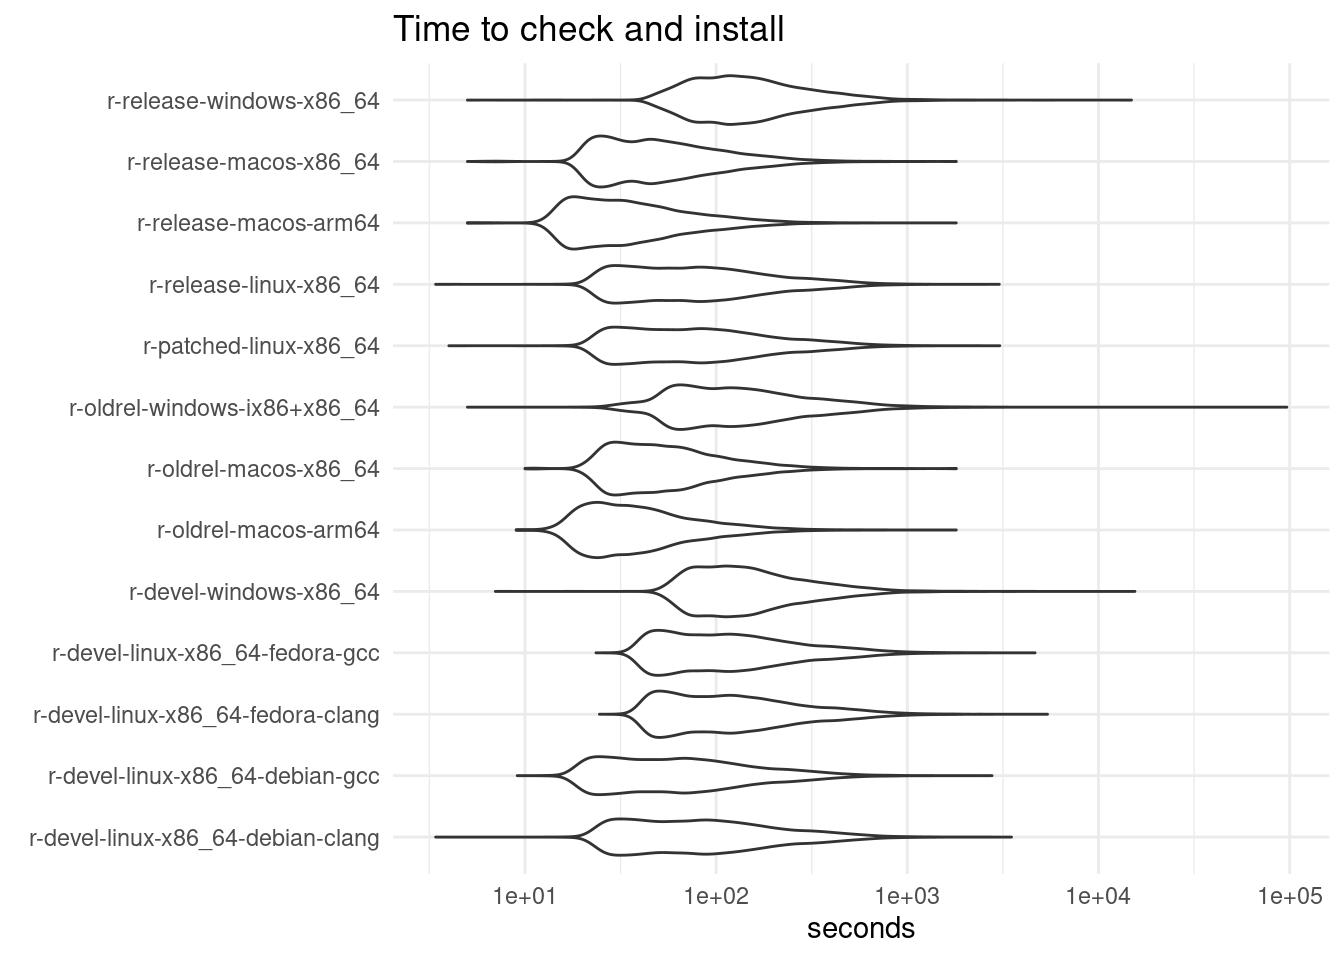 Time to check and install
r-release-windows-x86_64
r-release-macos-x86_64
r-release-macos-arm64
r-release-linux-x86_64
r-patched-linux-x86_64
r-oldrel-windows-ix86+x86_64
r-oldrel-macos-x86_64
r-oldrel-macos-arm64
r-devel-windows-x86_64
r-devel-linux-x86_64-fedora-gcc
r-devel-linux-x86_64-fedora-clang
r-devel-linux-x86_64-debian-gcc
r-devel-linux-x86_64-debian-clang
1e+01 1e+02 1e+03 1e+04 1e+05
seconds